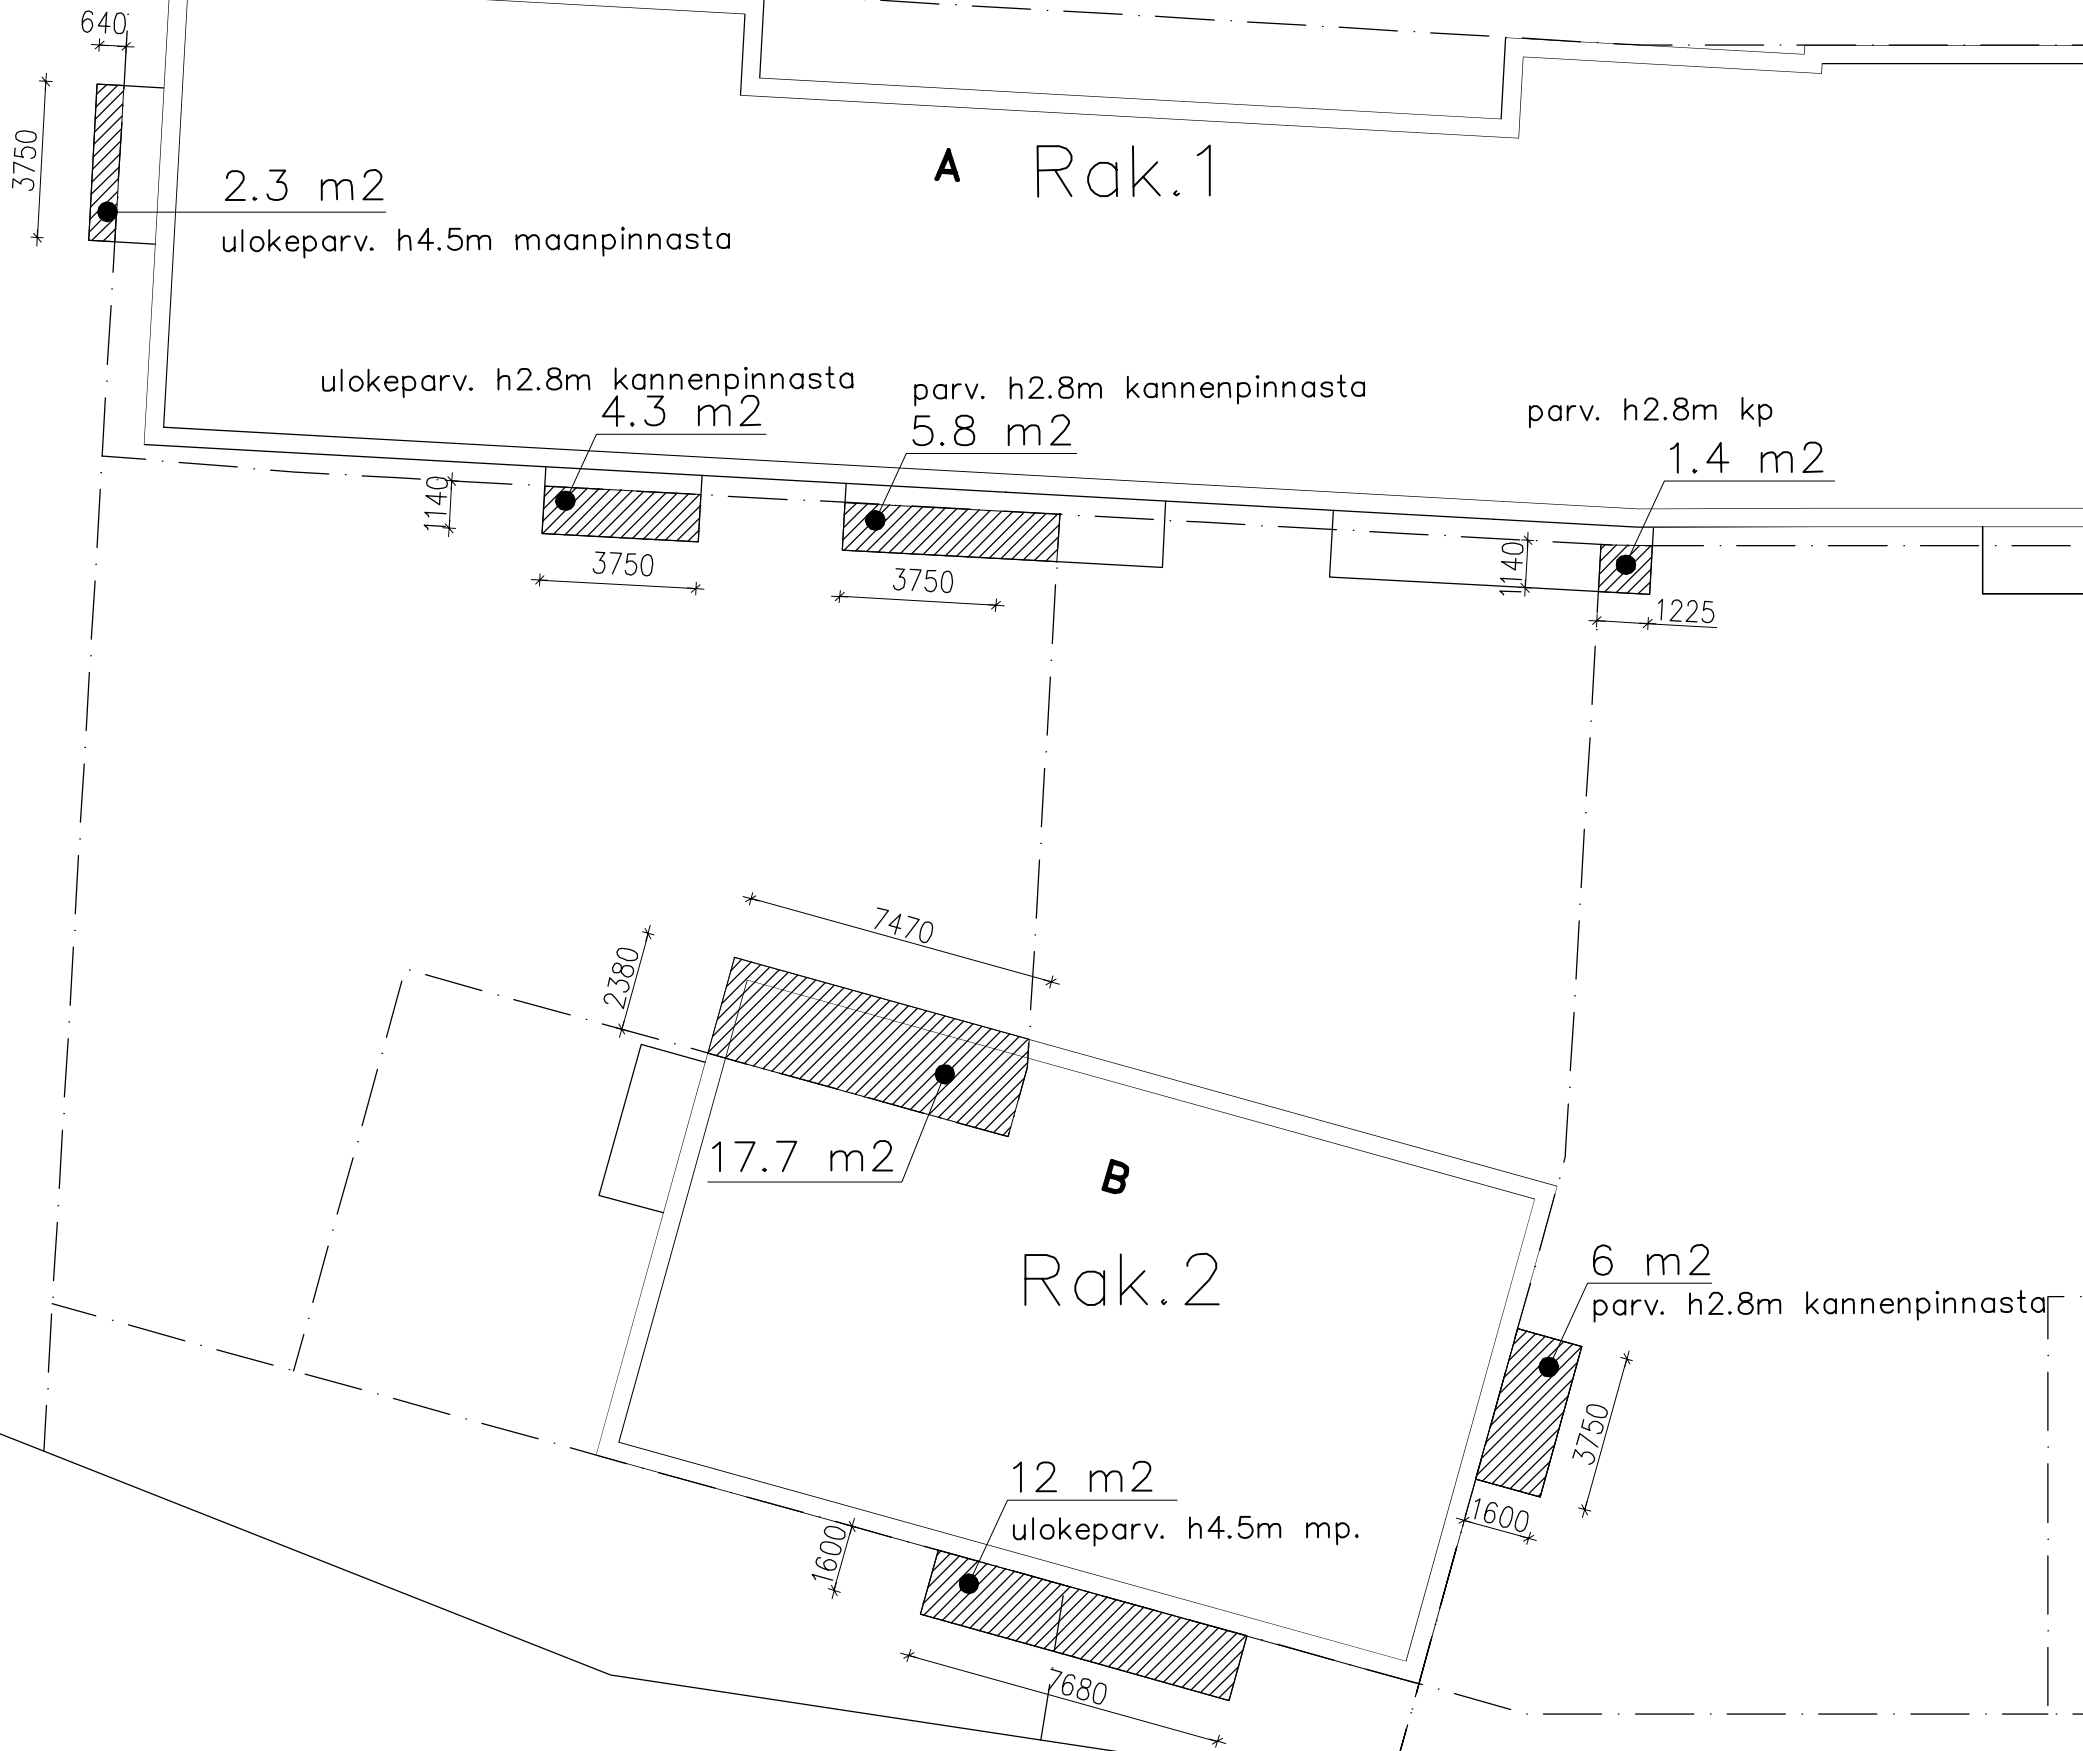 640
3750
A Rak.1
2.3 m2
ulokeparv. h4.5m maanpinnasta
ulokeparv. h2.8m kannenpinnasta
4.3 m2
parv. h2.8m kannenpinnasta
5.8 m2
parv. h2.8m kp
1.4 m2
1140
3750
3750
1140
1225
7470
2380
17.7 m2
B
Rak.2
6 m2
parv. h2.8m kannenpinnasta
3750
1600
12 m2
ulokeparv. h4.5m mp.
1600
7680